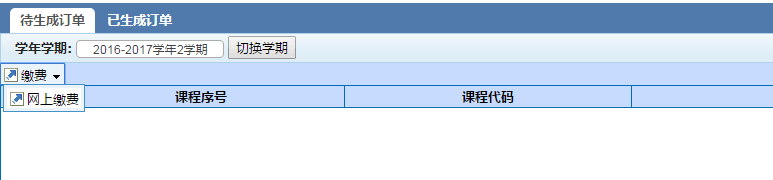 待生成订单 已生成订单
学年学期: 2016-2017学年2学期 切换学期
缴费
网上缴费
课程序号 课程代码